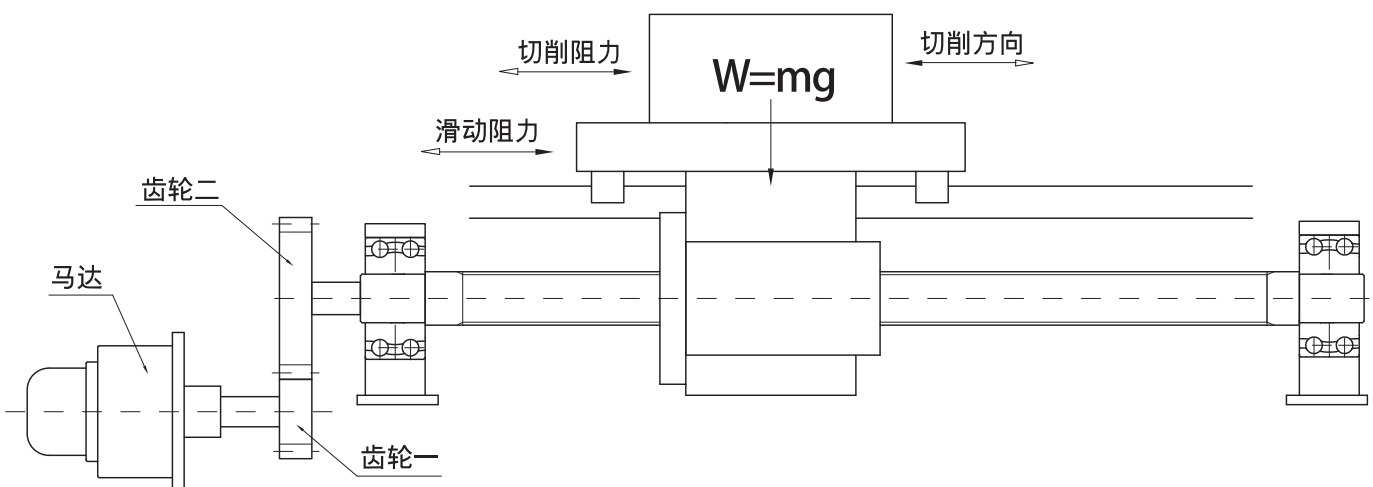 切削阻力
切削方向
W=mg
滑动阻力
齿轮二
马达
齿轮一